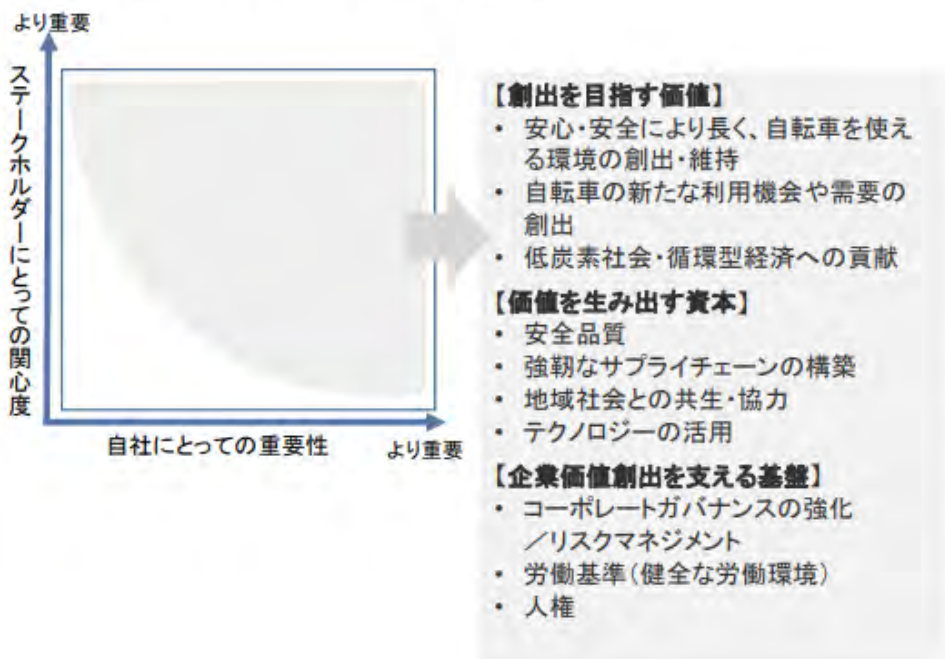 より重要
ステークホルダーにとっての関心度
自社にとっての重要性
より重要
【創出を目指す価値】
・ 安心・安全により長く、自転車を使え
る環境の創出・維持
・ 自転車の新たな利用機会や需要の
創出
・ 低炭素社会・循環型経済への貢献
【価値を生み出す資本】
・ 安全品質
・ 強靭なサプライチェーンの構築
・ 地域社会との共生・協力
・ テクノロジーの活用
【企業価値創出を支える基盤】
・ コーポレートガバナンスの強化
／リスクマネジメント
・ 労働基準(健全な労働環境)
・ 人権